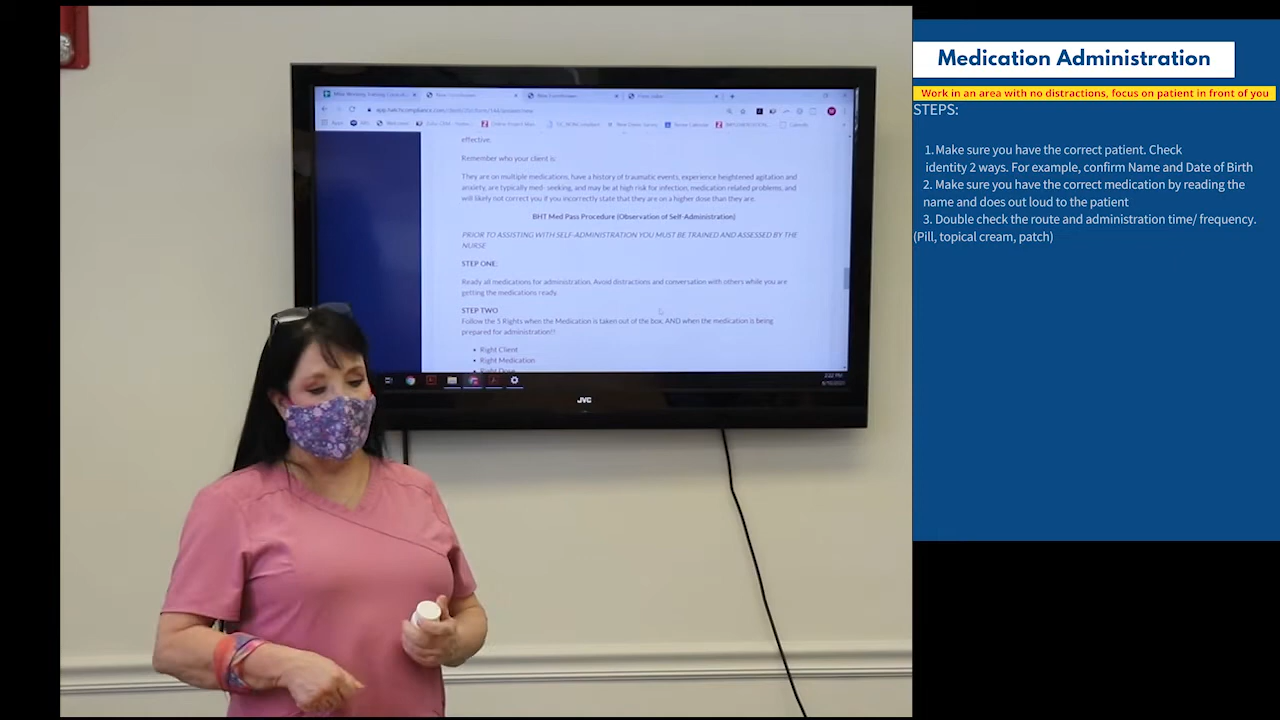 Medication Administration
Work in an area with no distractions, focus on patient in front of you
STEPS:
1. Make sure you have the correct patient. Check
identity 2 ways. For example, confirm Name and Date of Birth
2. Make sure you have the correct medication by reading the
name and does out loud to the patient
3. Double check the route and administration time/ frequency.
(Pill, topical cream, patch)
effective.
Remember who your client is:
They are on multiple medications, have a history of traumatic events, experience heightened agitation and
anxiety, are typically med- seeking, and may be at high risk for infection, medication related problems, and
will likely not correct you if you incorrectly state that they are on a higher dose than they are.
BHT Med Pass Procedure (Observation of Self-Administration)
PRIOR TO ASSISTING WITH SELF-ADMINISTRATION YOU MUST BE TRAINED AND ASSESSED BY THE
NURSE
STEP ONE:
Ready all medications for administration. Avoid distractions and conversation with others while you are
getting the medications ready.
STEP TWO
Follow the 5 Rights when the Medication is taken out of the box, AND when the medication is being
prepared for administration!!:
• Right Client
• Right Medication
• Right Dose
2:22 PM
JVC